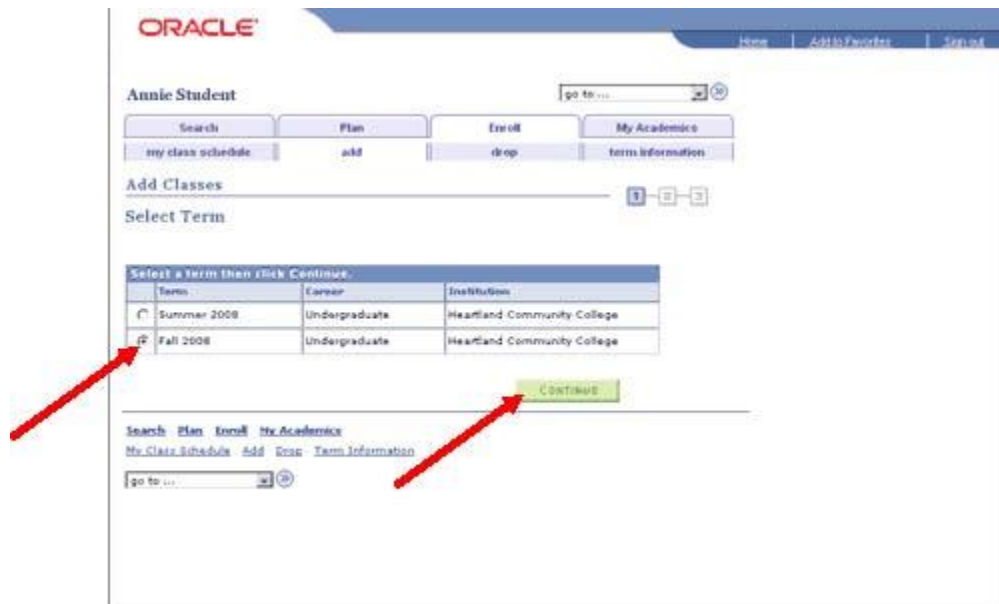 ORACLE
Home Add to Favorites Sign out
Annie Student go to ...
Search Plan Enroll My Academics
my class schedule add drop term information
Add Classes 1 2 3
Select Term
Select a term then click Continue.
Term Career Institution
Summer 2008 Undergraduate Heartland Community College
Fall 2008 Undergraduate Heartland Community College
CONTINUE
Search Plan Enroll My Academics
My Class Schedule Add Drop Term Information
go to ...